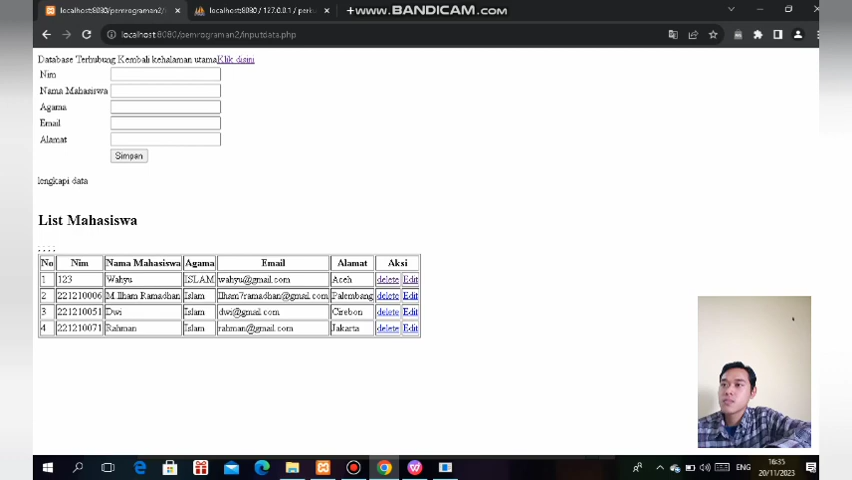 localhost:8080/pemrograman2/i
localhost:8080 / 127.0.0.1 /
www.BANDICAM.com
localhost:8080/pemrograman2/inputdata.php
Database Terhubung Kembali kehalaman utamaKlik disini
Nim
Nama Mahasiswa
Agama
Email
Alamat
Simpan
lengkapi data
List Mahasiswa
; ; ; ;
No Nim Nama Mahasiswa Agama Email Alamat Aksi
1 123 Wahyu ISLAM wahyu@gmail.com Aceh delete Edit
2 221210006 M Ilham Ramadhan Islam Ilham7ramadhan@gmail.com Palembang delete Edit
3 221210051 Dwi Islam dwi@gmail.com Cirebon delete Edit
4 221210071 Rahman Islam rahman@gmail.com Jakarta delete Edit
ENG
16:35
20/11/2023